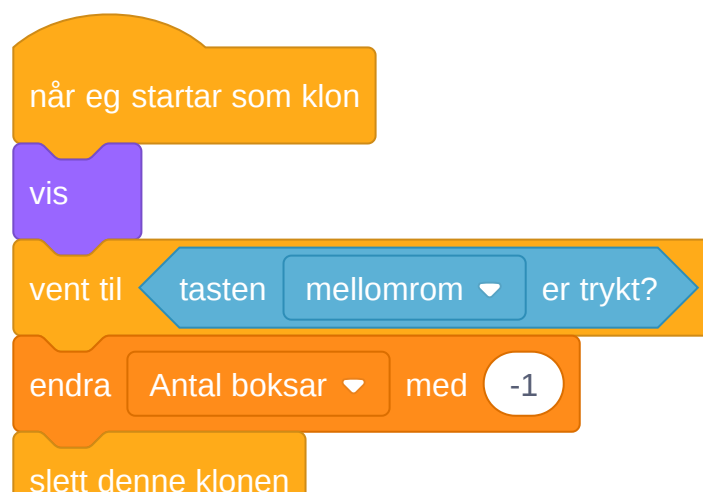 når eg startar som klon
vis
vent til tasten mellomrom er trykt?
endra Antal boksar med -1
slett denne klonen